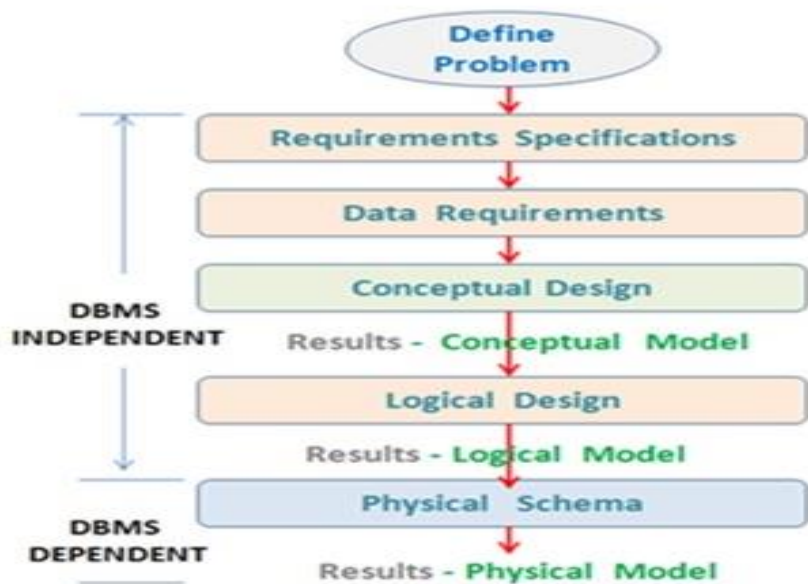 Define
Problem
Requirements Specifications
Data Requirements
Conceptual Design
DBMS
INDEPENDENT
Results - Conceptual Model
Logical Design
Results - Logical Model
Physical Schema
DBMS
DEPENDENT
Results - Physical Model